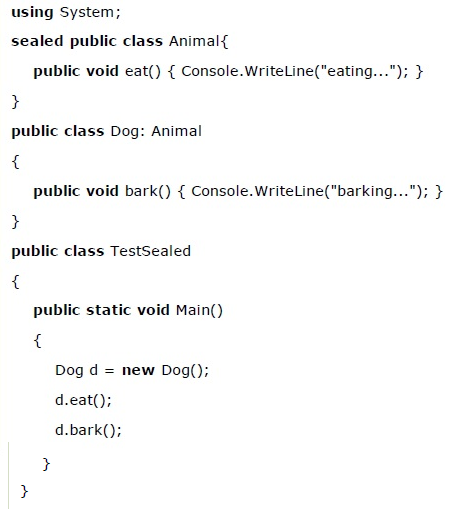 using System;
sealed public class Animal{
public void eat() { Console.WriteLine("eating..."); }
}
public class Dog: Animal
{
public void bark() { Console.WriteLine("barking..."); }
}
public class TestSealed
{
public static void Main()
{
Dog d = new Dog();
d.eat();
d.bark();
}
}